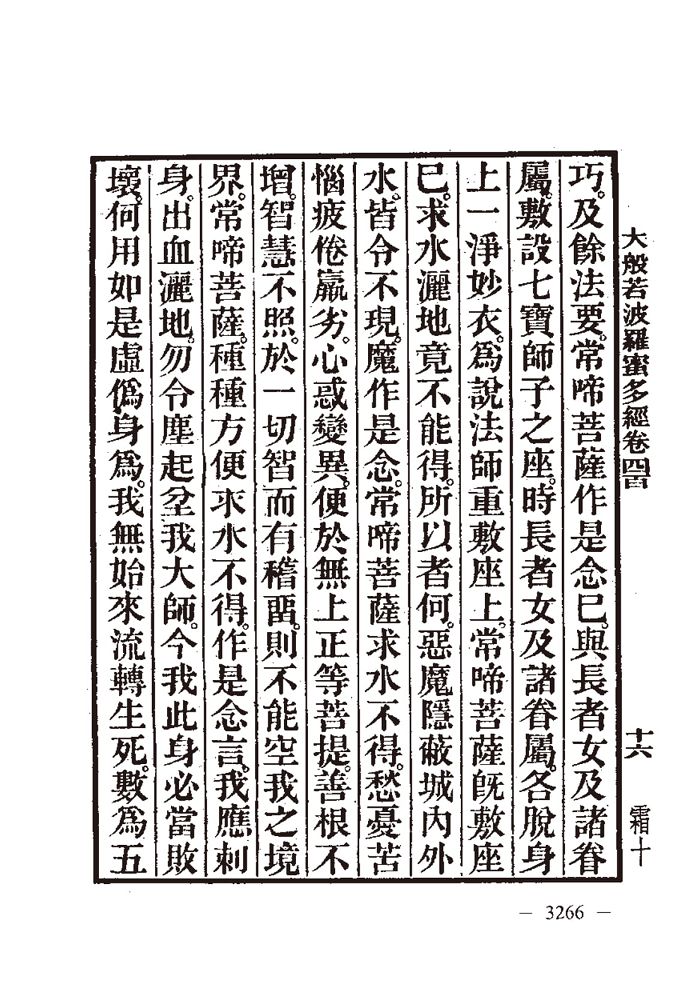 大般若波羅蜜多經卷四百
十六
霜十
巧。及餘法要。常啼菩薩作是念已。與長者女及諸眷
屬。敷設七寶師子之座。時長者女及諸眷屬。各脫身
上一淨妙衣。爲說法師重敷座上。常啼菩薩旣敷座
已。求水灑地竟不能得。所以者何。惡魔隱蔽城內外
水。皆令不現。魔作是念。常啼菩薩求水不得。愁憂苦
惱疲倦羸劣。心惑變異。便於無上正等菩提。善根不
增。智慧不照。於一切智而有稽畱。則不能空我之境
界。常啼菩薩。種種方便求水不得。作是念言。我應刺
身。出血灑地。勿令塵起坌我大師。今我此身必當敗
壞。何用如是虛僞身爲。我無始來流轉生死。數爲五
— 3266 —